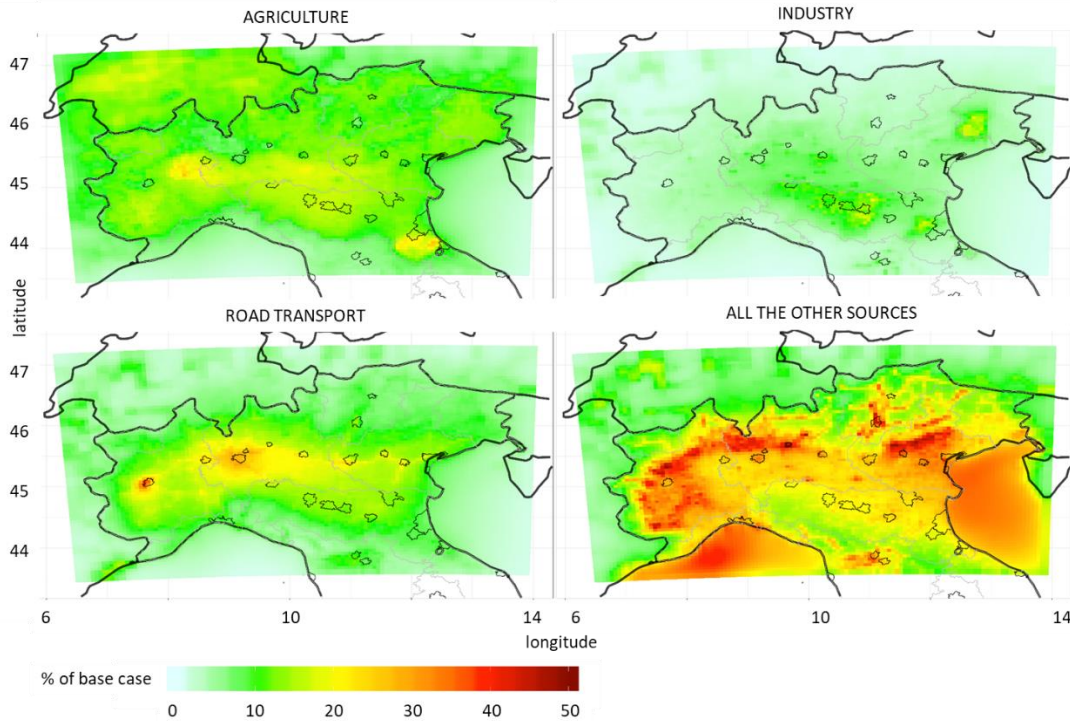 AGRICULTURE
INDUSTRY
47
46
45
44
ROAD TRANSPORT
ALL THE OTHER SOURCES
latitude
47
46
45
44
6
10
14
6
10
14
longitude
% of base case
0
10
20
30
40
50